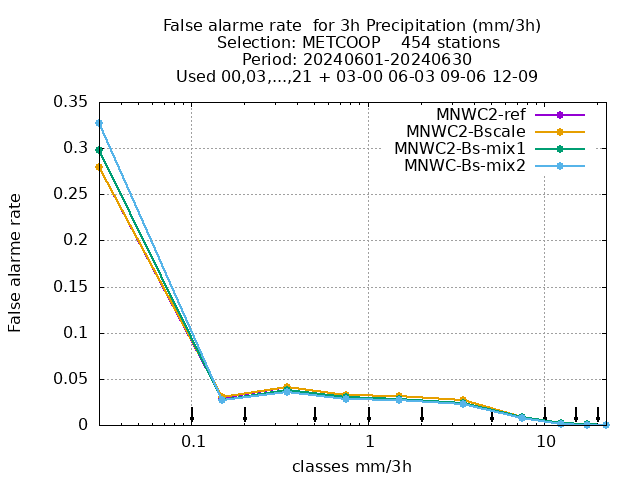 False alarme rate  for 3h Precipitation (mm/3h)
Selection: METCOOP    454 stations
Period: 20240601-20240630
Used 00,03,...,21 + 03-00 06-03 09-06 12-09
MNWC2-ref
MNWC2-Bscale
MNWC2-Bs-mix1
MNWC-Bs-mix2
0.35
0.3
0.25
0.2
0.15
0.1
0.05
0
False alarme rate
0.1 1 10
classes mm/3h